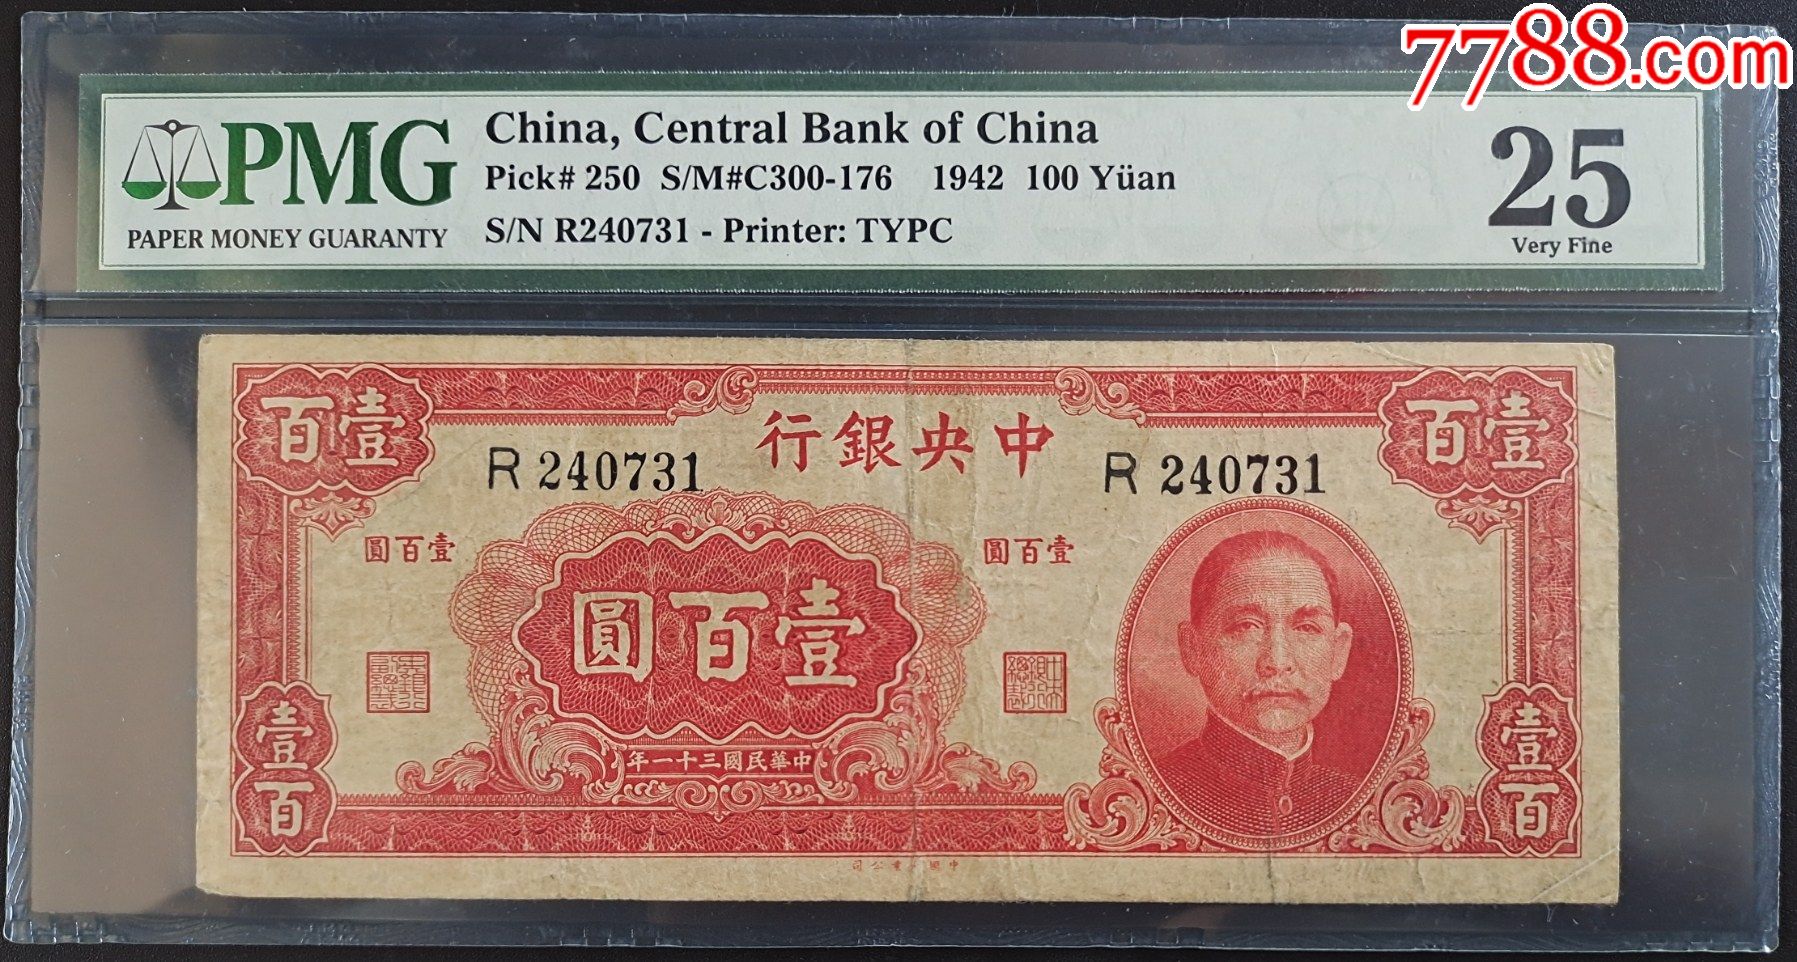 7788.com
PMG
PAPER MONEY GUARANTY
China, Central Bank of China
Pick# 250 S/M#C300-176 1942 100 Yüan
S/N R240731 - Printer: TYPC
25
Very Fine
百壹
行銀央中
百壹
R 240731
R 240731
圓百壹
圓百壹
圓百壹
年一十三國民華中
壹百
壹百